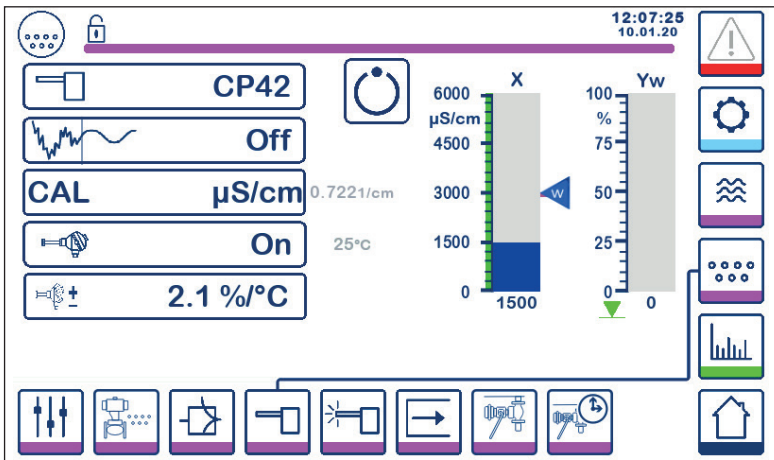 12:07:25
10.01.20
CP42
Off
CAL µS/cm 0.7221/cm
On 25°C
2.1 %/°C
X
6000
µS/cm
4500
3000
W
1500
0
1500
Yw
100
%
75
50
25
0
0